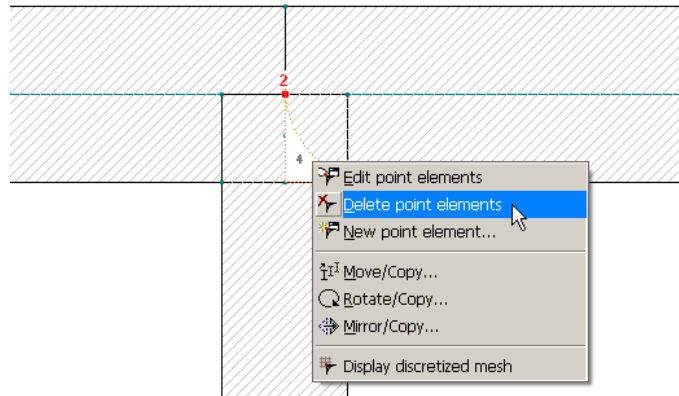 2
4
Edit point elements
Delete point elements
New point element...
Move/Copy...
Rotate/Copy...
Mirror/Copy...
Display discretized mesh